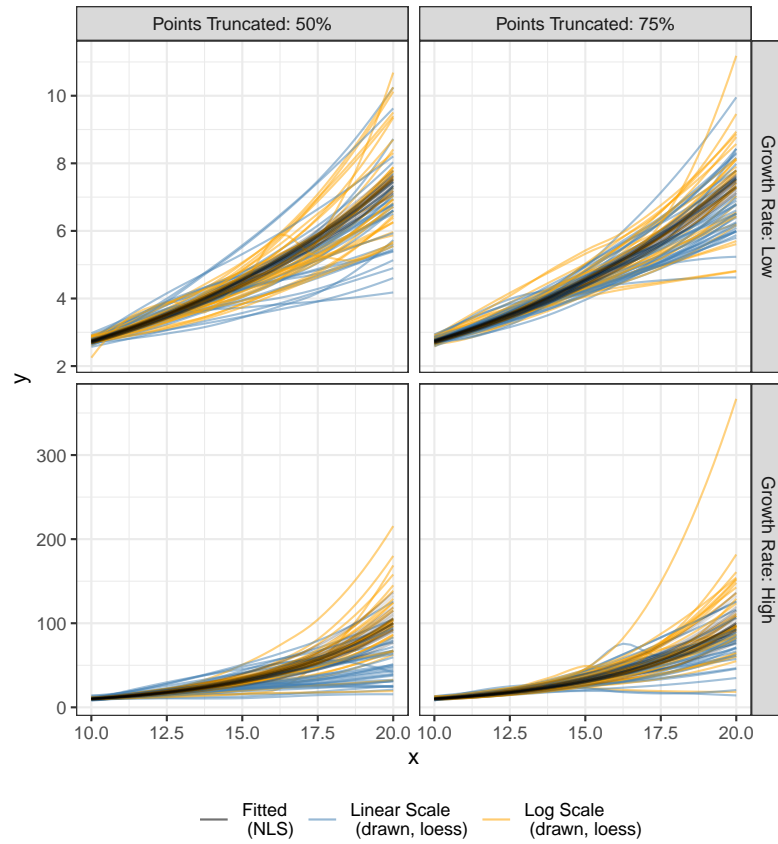 Points Truncated: 50%
Points Truncated: 75%
10
8
6
4
2
Growth Rate: Low
y
300
200
100
0
Growth Rate: High
10.0
12.5
15.0
17.5
20.0
10.0
12.5
15.0
17.5
20.0
x
Fitted
(NLS)
Linear Scale
(drawn, loess)
Log Scale
(drawn, loess)